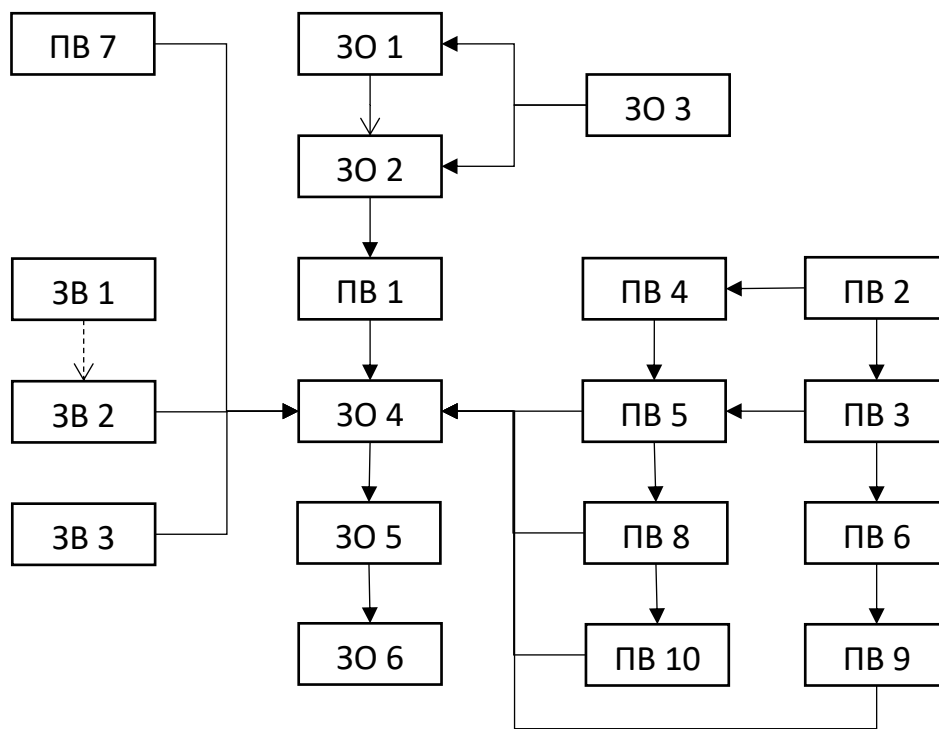 ПВ 7
ЗО 1
ЗО 3
ЗО 2
ЗВ 1
ПВ 1
ПВ 4
ПВ 2
ЗВ 2
ЗО 4
ПВ 5
ПВ 3
ЗВ 3
ЗО 5
ПВ 8
ПВ 6
ЗО 6
ПВ 10
ПВ 9